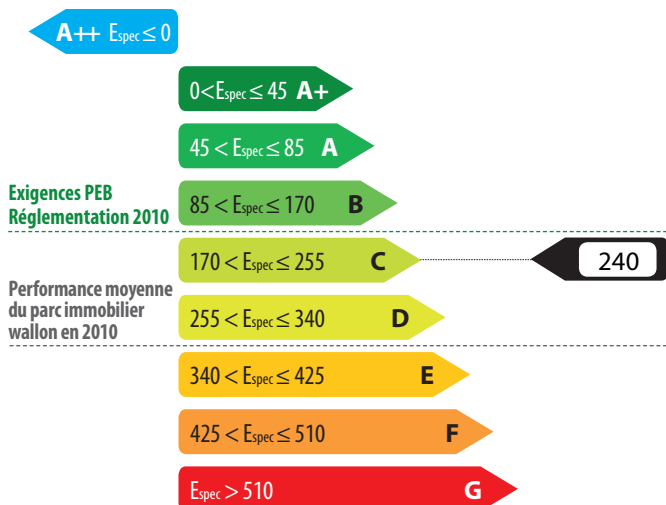 A++ Espec ≤ 0
0<Espec ≤ 45 A+
45 < Espec ≤ 85 A
Exigences PEB
Réglementation 2010
85 < Espec ≤ 170 B
170 < Espec ≤ 255 C
240
Performance moyenne
du parc immobilier
wallon en 2010
255 < Espec ≤ 340 D
340 < Espec ≤ 425 E
425 < Espec ≤ 510 F
Espec > 510 G